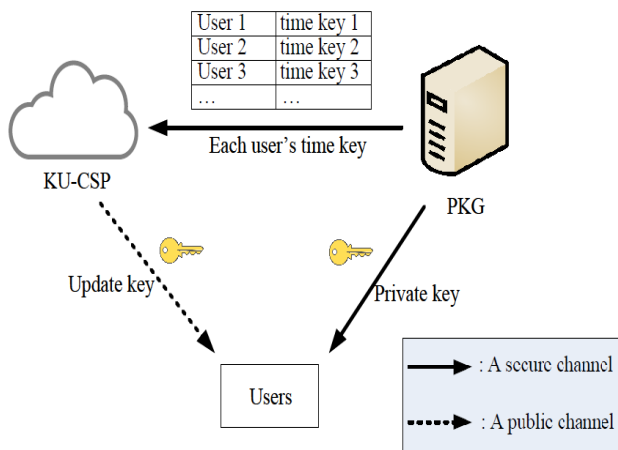 User 1 time key 1
User 2 time key 2
User 3 time key 3
... ...
Each user's time key
KU-CSP
PKG
Update key
Private key
Users
: A secure channel
: A public channel